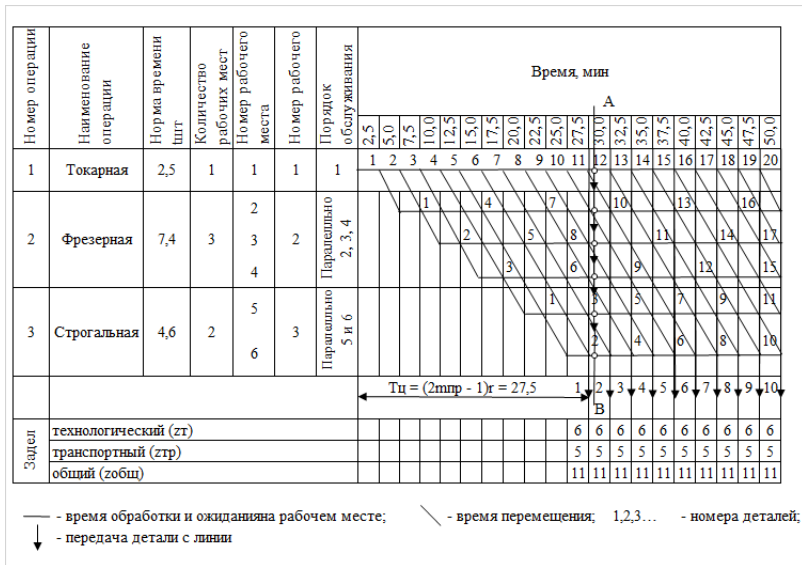 Номер операции
Наименование операции
Норма времени tшт
Количество рабочих мест
Номер рабочего места
Номер рабочего
Порядок обслуживания
Время, мин
А
2,5 5,0 7,5 10,0 12,5 15,0 17,5 20,0 22,5 25,0 27,5 30,0 32,5 35,0 37,5 40,0 42,5 45,0 47,5 50,0
1 Токарная 2,5 1 1 1 1 1 2 3 4 5 6 7 8 9 10 11 12 13 14 15 16 17 18 19 20
2 Фрезерная 7,4 3 2 3 4 2 Паралелльно 2, 3, 4
1 4 7 10 13 16
2 5 8 11 14 17
3 6 9 12 15
3 Строгальная 4,6 2 5 6 3 Парапелльно 5 и 6
1 3 5 7 9 11
2 4 6 8 10
Тц = (2mпр - 1)r = 27,5 1 2 3 4 5 6 7 8 9 10
В
Задел
технологический (zт) 6 6 6 6 6 6 6 6 6 6
транспортный (zтр) 5 5 5 5 5 5 5 5 5 5
общий (zобщ) 11 11 11 11 11 11 11 11 11 11
- время обработки и ожиданияна рабочем месте; - время перемещения; 1,2,3... - номера деталей;
- передача детали с линии